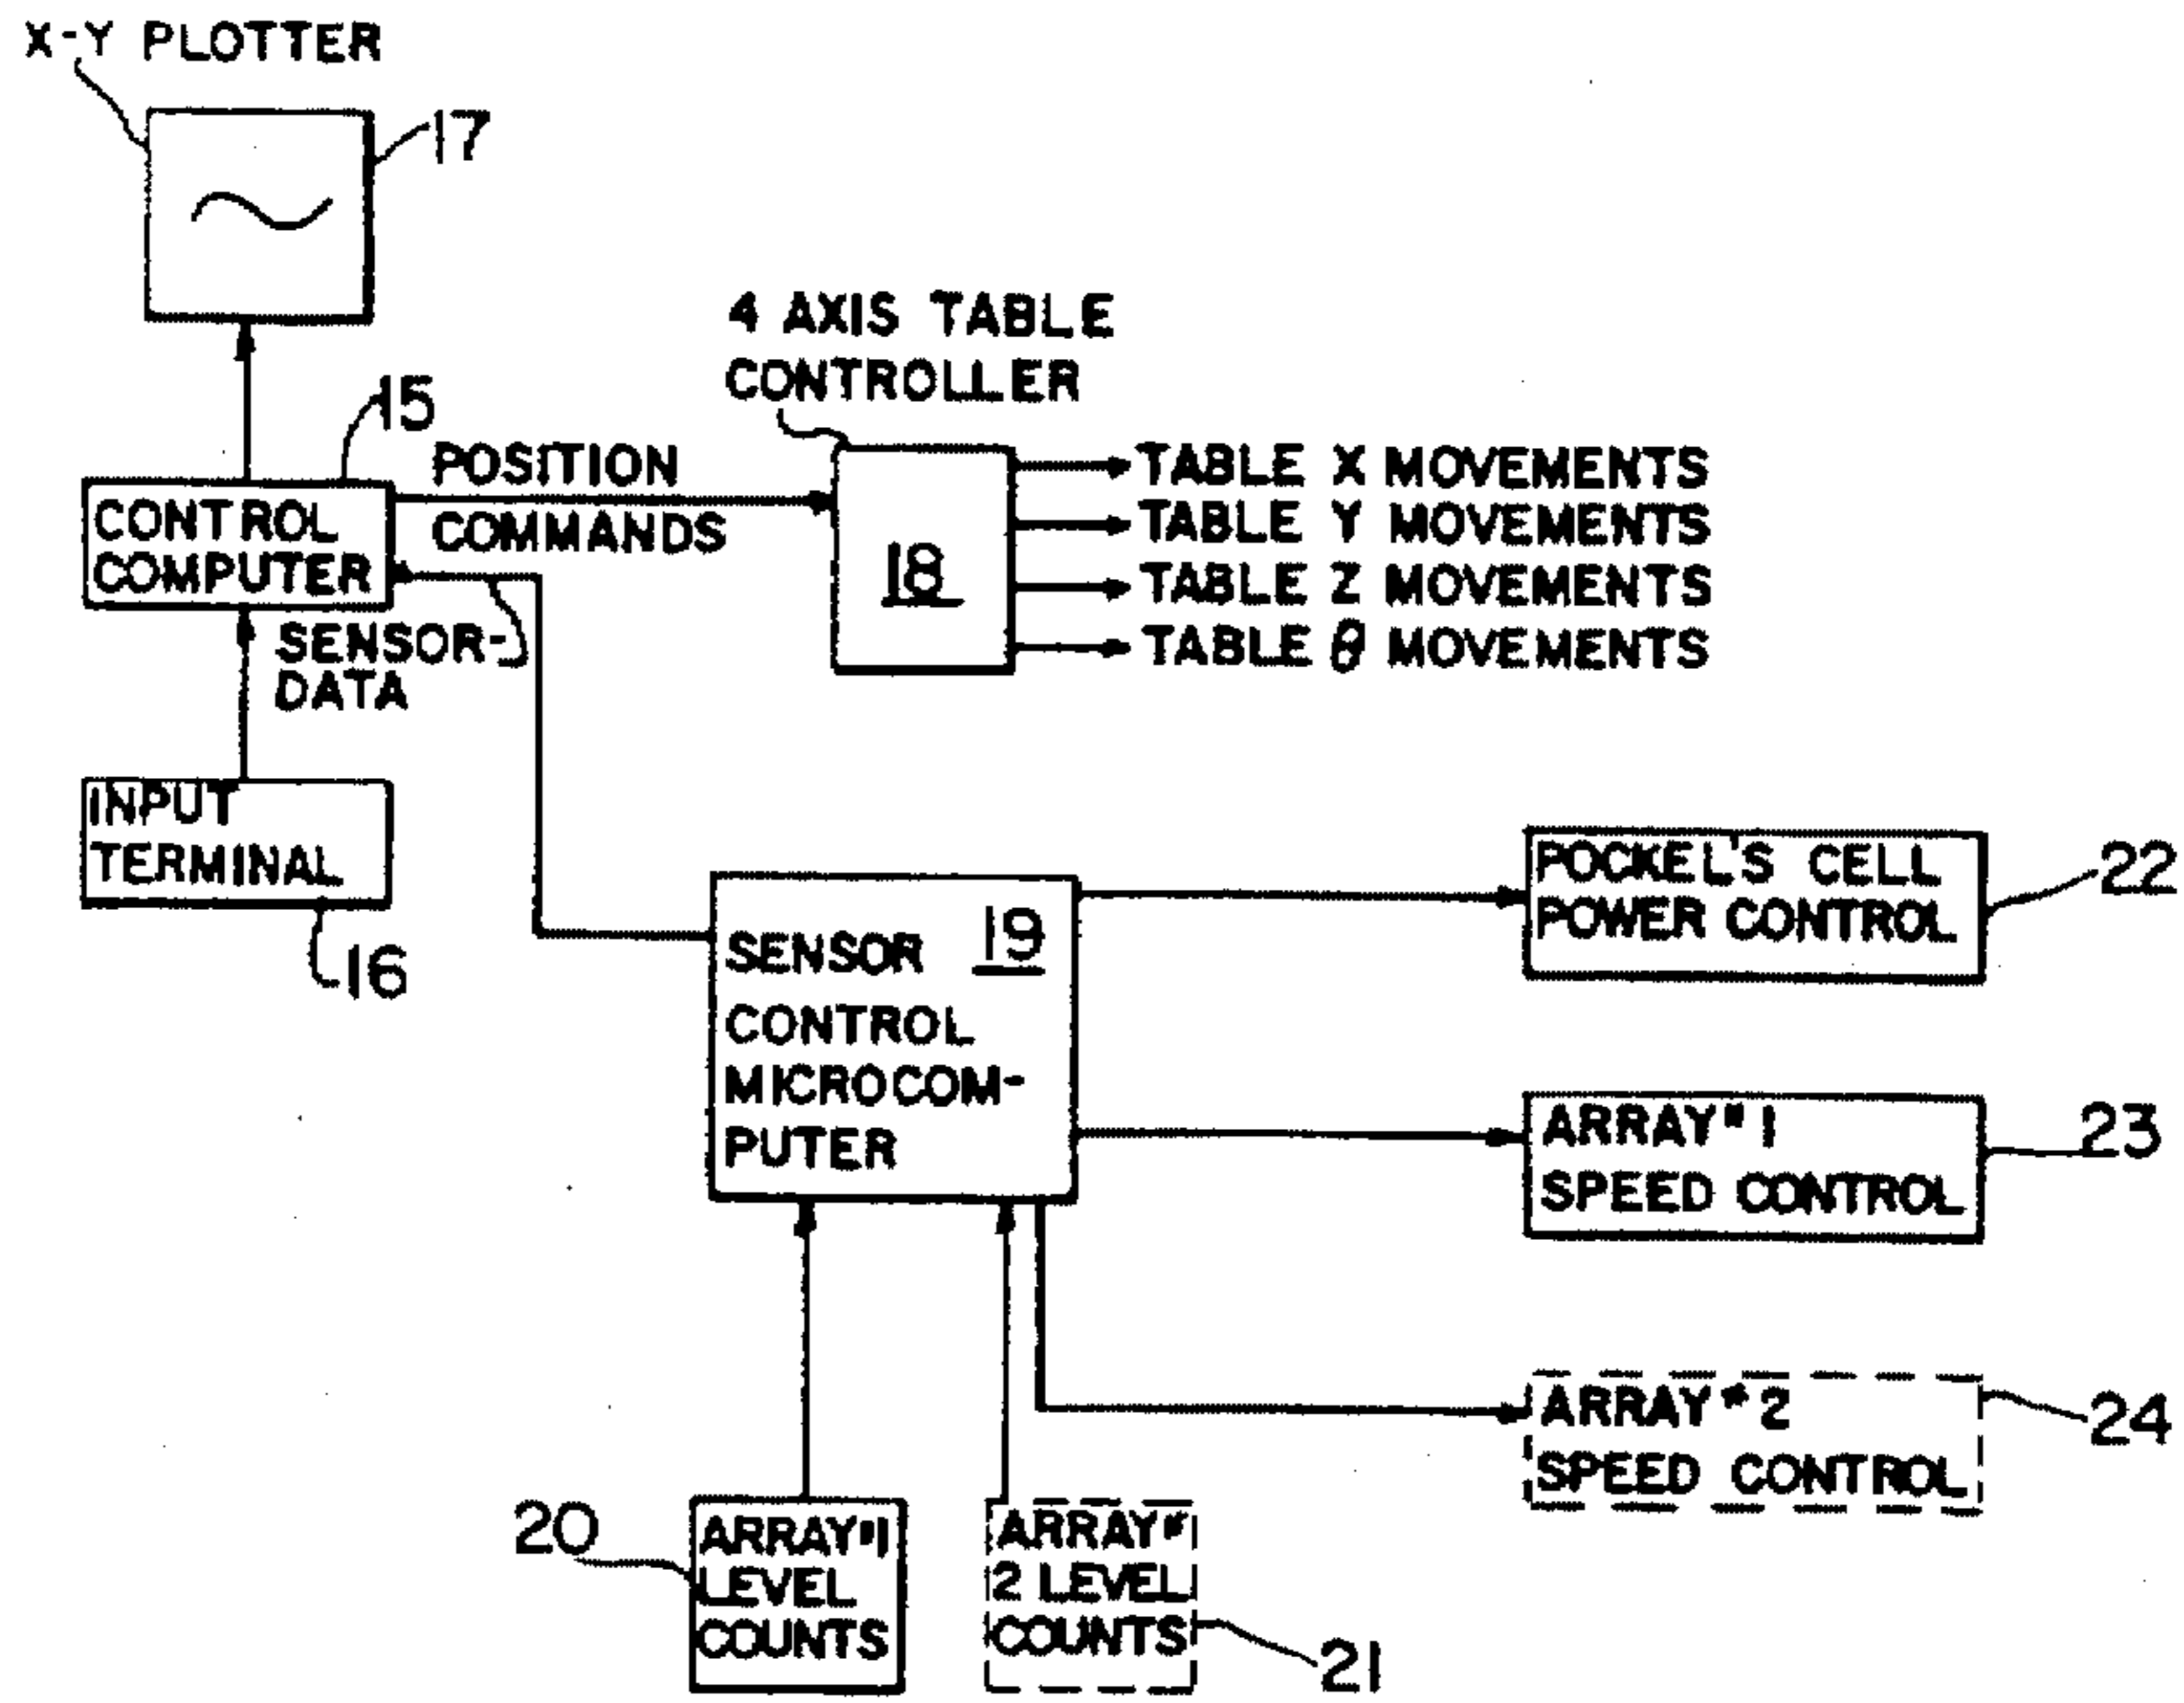 X-Y PLOTTER
17
4 AXIS TABLE
CONTROLLER
15
POSITION
COMMANDS
CONTROL
COMPUTER
18
TABLE X MOVEMENTS
TABLE Y MOVEMENTS
TABLE Z MOVEMENTS
TABLE θ MOVEMENTS
SENSOR-
DATA
INPUT
TERMINAL
16
SENSOR 19
CONTROL
MICROCOM-
PUTER
POCKEL'S CELL
POWER CONTROL
22
ARRAY #1
SPEED CONTROL
23
ARRAY #2
SPEED CONTROL
24
20
ARRAY #1
LEVEL
COUNTS
ARRAY #
2 LEVEL
COUNTS
21